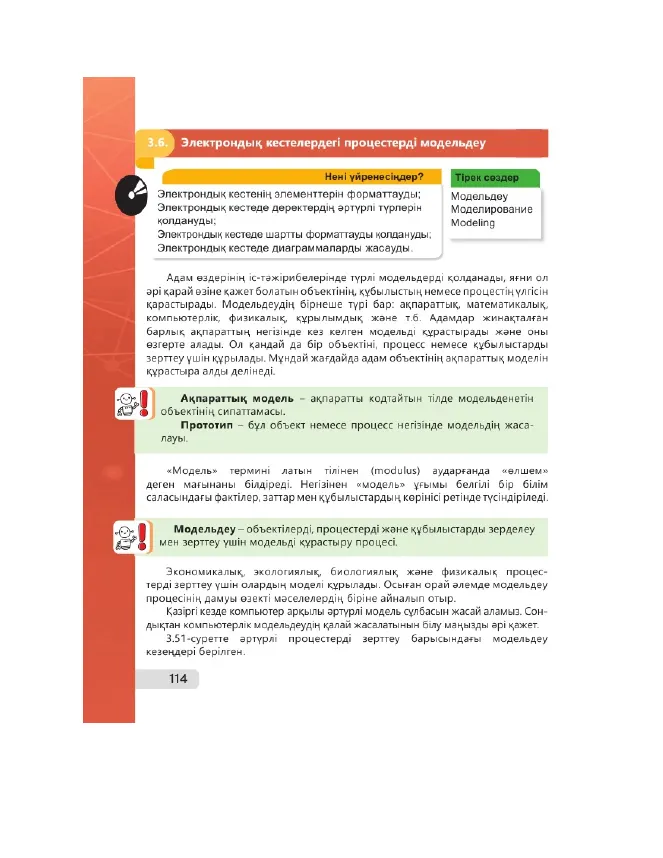 3.6. Электрондық кестелердегі процестерді модельдеу
Нені үйренесіңдер?
Электрондық кестенің элементтерін форматтауды;
Электрондық кестеде деректердің әртүрлі түрлерін
қолдануды;
Электрондық кестеде шартты форматтауды қолдануды;
Электрондық кестеде диаграммаларды жасауды.
Тірек сөздер
Модельдеу
Моделирование
Modeling
Адам өздерінің іс-тәжірибелерінде түрлі модельдерді қолданады, яғни ол
әрі қарай өзіне қажет болатын объектінің, құбылыстың немесе процестің үлгісін
қарастырады. Модельдеудің бірнеше түрі бар: ақпараттық, математикалық,
компьютерлік, физикалық, құрылымдық және т.б. Адамдар жинақталған
барлық ақпараттың негізінде кез келген модельді құрастырады және оны
өзгерте алады. Ол қандай да бір объектіні, процесс немесе құбылыстарды
зерттеу үшін құрылады. Мұндай жағдайда адам объектінің ақпараттық моделін
құрастыра алды делінеді.
Ақпараттық модель – ақпаратты кодтайтын тілде модельденетін
объектінің сипаттамасы.
Прототип – бұл объект немесе процесс негізінде модельдің жаса-
лауы.
«Модель» термині латын тілінен (modulus) аударғанда «өлшем»
деген мағынаны білдіреді. Негізінен «модель» ұғымы белгілі бір білім
саласындағы фактілер, заттар мен құбылыстардың көрінісі ретінде түсіндіріледі.
Модельдеу – объектілерді, процестерді және құбылыстарды зерделеу
мен зерттеу үшін модельді құрастыру процесі.
Экономикалық, экологиялық, биологиялық және физикалық процес-
терді зерттеу үшін олардың моделі құрылады. Осыған орай әлемде модельдеу
процесінің дамуы өзекті мәселелердің біріне айналып отыр.
Қазіргі кезде компьютер арқылы әртүрлі модель сұлбасын жасай аламыз. Сон-
дықтан компьютерлік модельдеудің қалай жасалатынын білу маңызды әрі қажет.
3.51-суретте әртүрлі процестерді зерттеу барысындағы модельдеу
кезеңдері берілген.
114